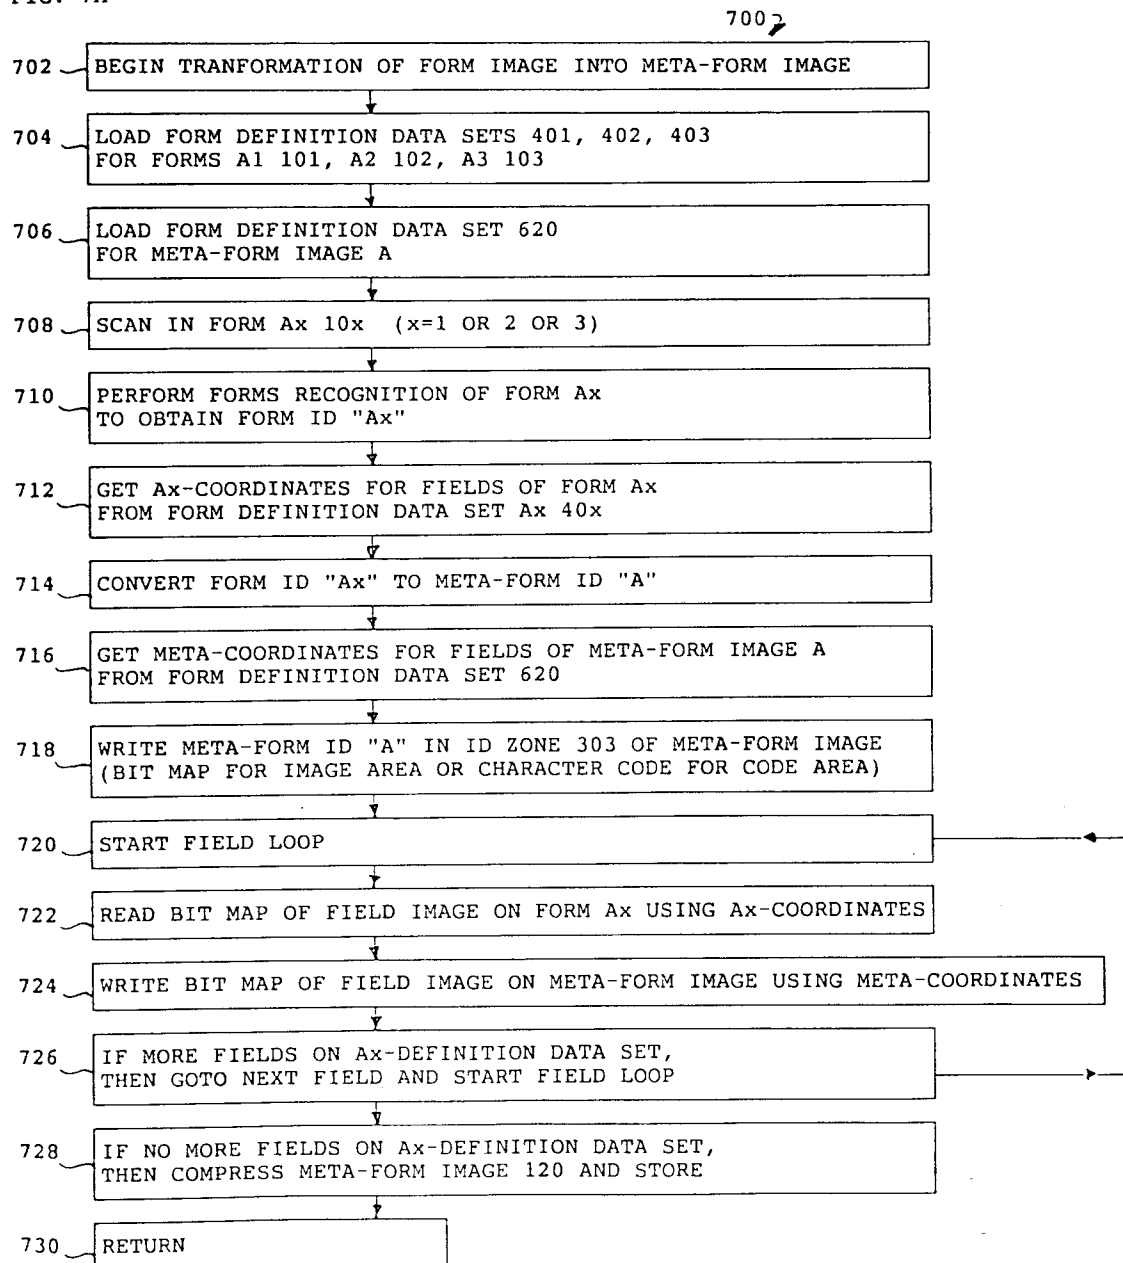 FIG. 7A
700
702 BEGIN TRANFORMATION OF FORM IMAGE INTO META-FORM IMAGE
704 LOAD FORM DEFINITION DATA SETS 401, 402, 403
FOR FORMS A1 101, A2 102, A3 103
706 LOAD FORM DEFINITION DATA SET 620
FOR META-FORM IMAGE A
708 SCAN IN FORM Ax 10x (x=1 OR 2 OR 3)
710 PERFORM FORMS RECOGNITION OF FORM Ax
TO OBTAIN FORM ID "Ax"
712 GET Ax-COORDINATES FOR FIELDS OF FORM Ax
FROM FORM DEFINITION DATA SET Ax 40x
714 CONVERT FORM ID "Ax" TO META-FORM ID "A"
716 GET META-COORDINATES FOR FIELDS OF META-FORM IMAGE A
FROM FORM DEFINITION DATA SET 620
718 WRITE META-FORM ID "A" IN ID ZONE 303 OF META-FORM IMAGE
(BIT MAP FOR IMAGE AREA OR CHARACTER CODE FOR CODE AREA)
720 START FIELD LOOP
722 READ BIT MAP OF FIELD IMAGE ON FORM Ax USING Ax-COORDINATES
724 WRITE BIT MAP OF FIELD IMAGE ON META-FORM IMAGE USING META-COORDINATES
726 IF MORE FIELDS ON Ax-DEFINITION DATA SET,
THEN GOTO NEXT FIELD AND START FIELD LOOP
728 IF NO MORE FIELDS ON Ax-DEFINITION DATA SET,
THEN COMPRESS META-FORM IMAGE 120 AND STORE
730 RETURN